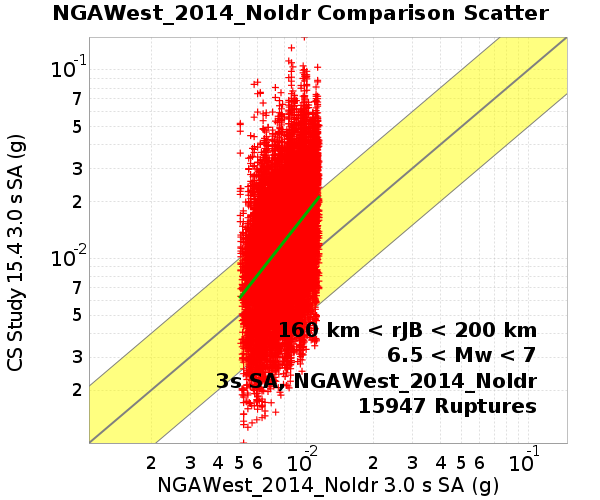 NGAWest_2014_NoIdr Comparison Scatter
CS Study 15.4 3.0 s SA (g)
10-1
7
5
3
2
10-2
7
5
3
2
160 km < rJB < 200 km
6.5 < Mw < 7
3s SA, NGAWest_2014_NoIdr
15947 Ruptures
2 3 4 5 6 10-2 2 3 4 5 6 10-1
NGAWest_2014_NoIdr 3.0 s SA (g)